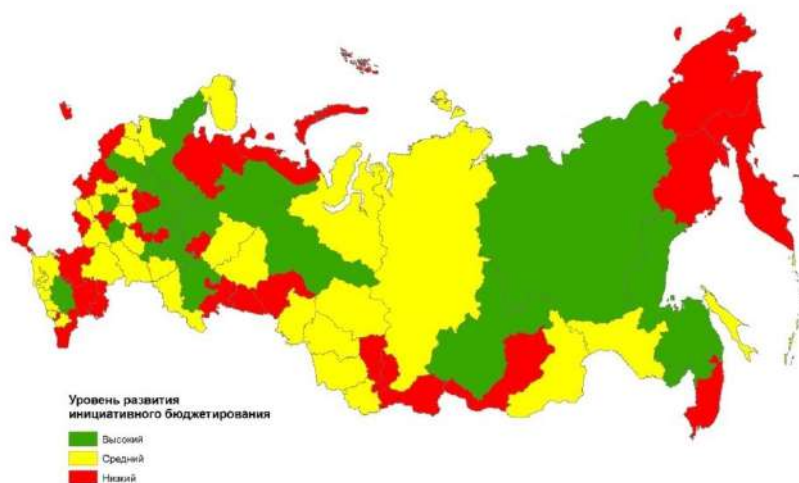 Уровень развития
инициативного бюджетирования
Высокий
Средний
Низкий